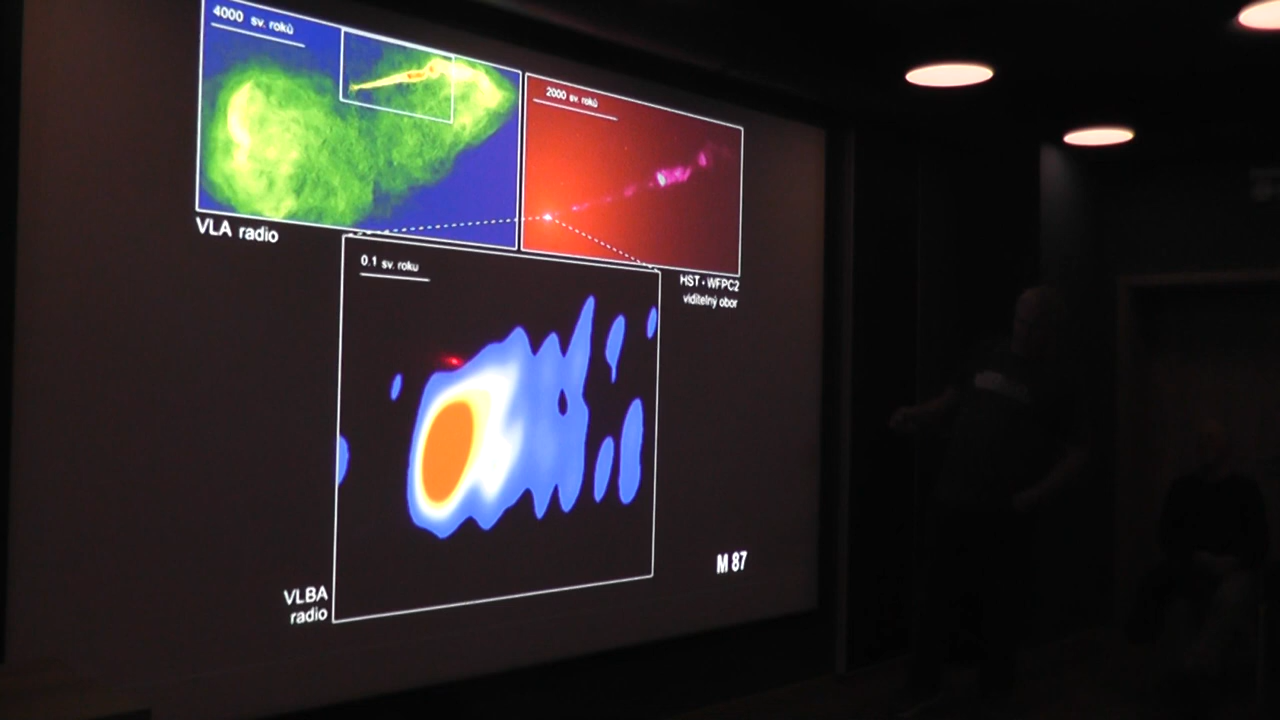 4000 sv. roků
2000 sv. roků
VLA radio
0.1 sv. roku
HST - WFPC2
viditelný obor
M 87
VLBA
radio